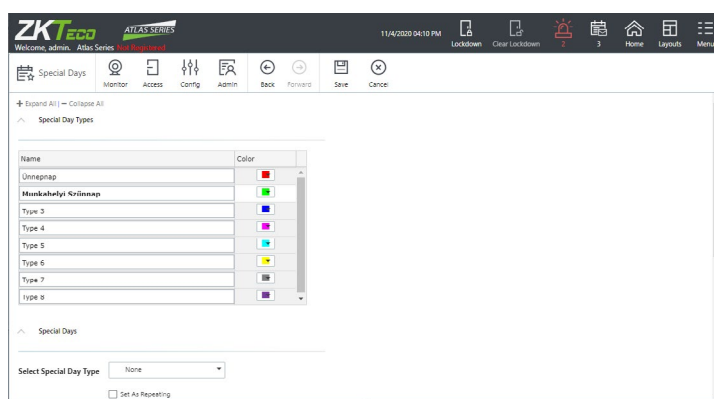 ZKTECO ATLAS SERIES
Welcome, admin. Atlas Series Not Registered
11/4/2020 04:10 PM
Lockdown Clear Lockdown 2 3 Home Layouts Menu
Special Days
Monitor Access Config Admin Back Forward Save Cancel
+ Expand All | − Collapse All
Special Day Types
Name Color
Ünnepnap
Munkahelyi Szünnap
Type 3
Type 4
Type 5
Type 6
Type 7
Type 8
Special Days
Select Special Day Type None
Set As Repeating